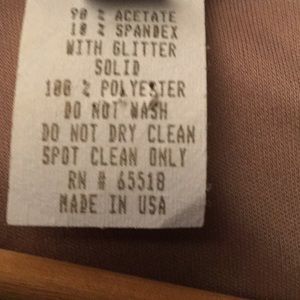 90 % ACETATE
10 % SPANDEX
WITH GLITTER
SOLID
100 % POLYESTER
DO NOT WASH
DO NOT DRY CLEAN
SPOT CLEAN ONLY
RN # 65518
MADE IN USA